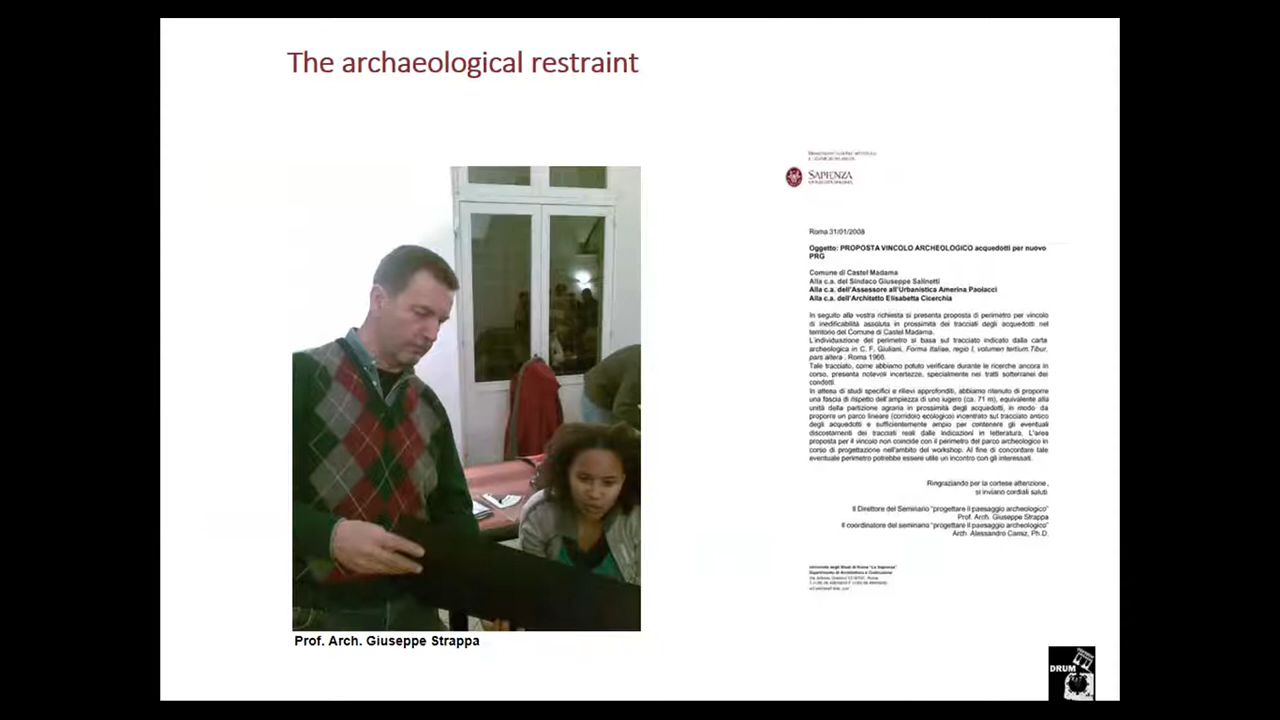 The archaeological restraint
SAPIENZA
Roma 31/01/2008
Oggetto: PROPOSTA VINCOLO ARCHEOLOGICO acquedotti per nuovo
PRG
Comune di Castel Madama
Alla c.a. del Sindaco Giuseppe Salinetti
Alla c.a. dell'Assessore all'Urbanistica Amerina Paolacci
Alla c.a. dell'Architetto Elisabetta Cicerchia
In seguito alla vostra richiesta si presenta proposta di perimetro per vincolo
di inedificabilità assoluta in prossimità dei tracciati degli acquedotti nel
territorio del Comune di Castel Madama.
L'individuazione del perimetro si basa sul tracciato indicato dalla carta
archeologica in C. F. Giuliani, Forma Italiae, regio I, volumen tertium.Tibur,
pars altera. Roma 1966.
Tale tracciato, come abbiamo potuto verificare durante le ricerche ancora in
corso, presenta notevoli incertezze, specialmente nei tratti sotterranei dei
condotti.
In attesa di studi specifici e rilievi approfonditi, abbiamo ritenuto di proporre
una fascia di rispetto dell'ampiezza di uno iugero (ca. 71 m), equivalente alla
unità della partizione agraria in prossimità degli acquedotti, in modo da
proporre un parco lineare (corridoio ecologico) incentrato sul tracciato antico
degli acquedotti e sufficientemente ampio per contenere gli eventuali
discostamenti dei tracciati reali dalle indicazioni in letteratura. L'area
proposta per il vincolo non coincide con il perimetro del parco archeologico in
corso di progettazione nell'ambito del workshop. Al fine di concordare tale
eventuale perimetro potrebbe essere utile un incontro con gli interessati.
Ringraziando per la cortese attenzione,
si inviano cordiali saluti
Il Direttore del Seminario "progettare il paesaggio archeologico"
Prof. Arch. Giuseppe Strappa
Il coordinatore del seminario "progettare il paesaggio archeologico"
Arch. Alessandro Camiz, Ph.D.
Università degli Studi di Roma "La Sapienza"
Dipartimento di Architettura e Costruzione
Prof. Arch. Giuseppe Strappa
DRUM